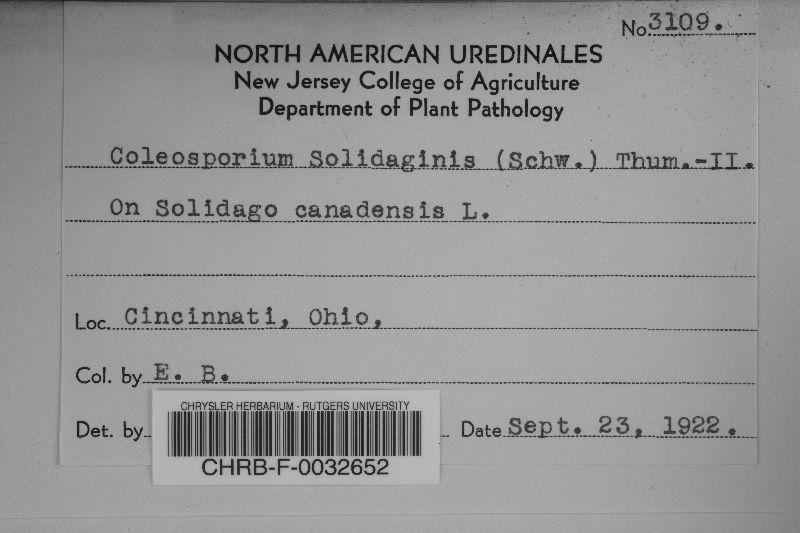 No. 3109.
NORTH AMERICAN UREDINALES
New Jersey College of Agriculture
Department of Plant Pathology
Coleosporium Solidaginis (Schw.) Thum.-II.
On Solidago canadensis L.
Loc. Cincinnati, Ohio,
Col. by E. B.
Det. by
Date Sept. 23, 1922.
CHRYSLER HERBARIUM - RUTGERS UNIVERSITY
CHRB-F-0032652